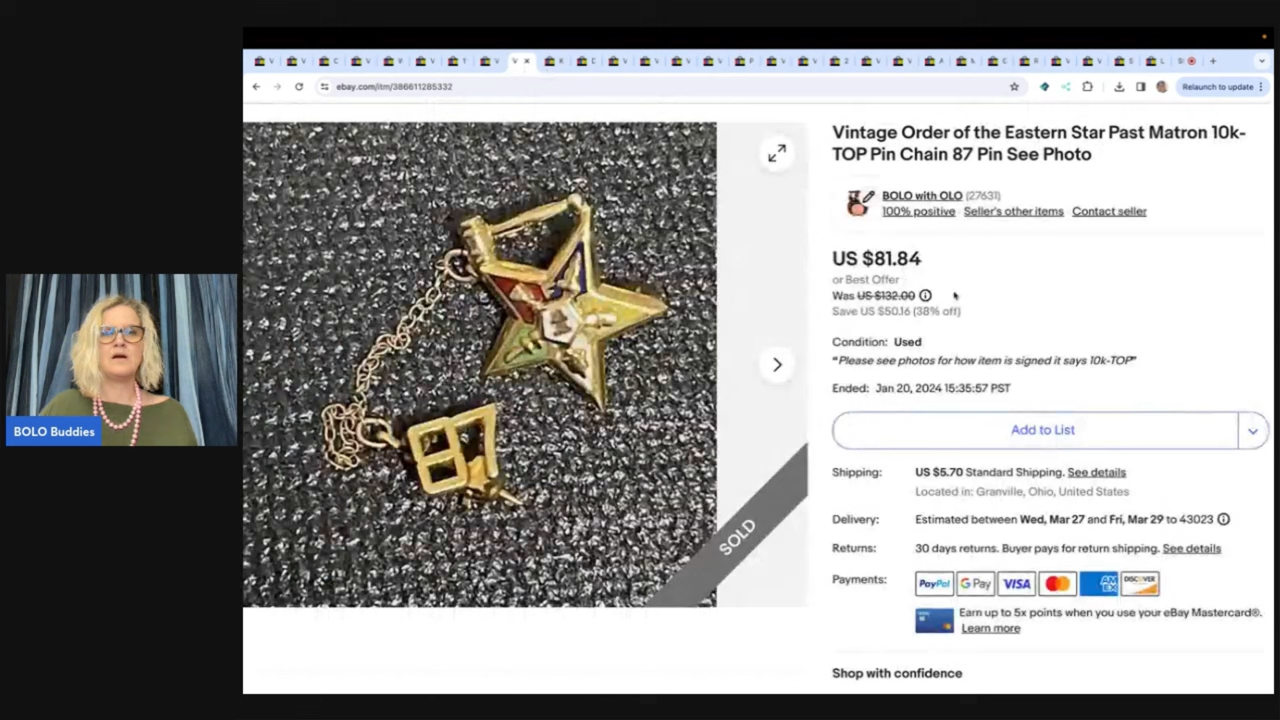 ebay.com/itm/386611285332
Relaunch to update
Vintage Order of the Eastern Star Past Matron 10k-
TOP Pin Chain 87 Pin See Photo
BOLO with OLO (27631)
100% positive Seller's other items Contact seller
US $81.84
or Best Offer
Was US $132.00
Save US $50.16 (38% off)
Condition: Used
"Please see photos for how item is signed it says 10k-TOP"
Ended: Jan 20, 2024 15:35:57 PST
Add to List
Shipping: US $5.70 Standard Shipping. See details
Located in: Granville, Ohio, United States
Delivery: Estimated between Wed, Mar 27 and Fri, Mar 29 to 43023
Returns: 30 days returns. Buyer pays for return shipping. See details
Payments: PayPal G Pay VISA AM EX DISCOVER
Earn up to 5x points when you use your eBay Mastercard®.
Learn more
Shop with confidence
SOLD
BOLO Buddies